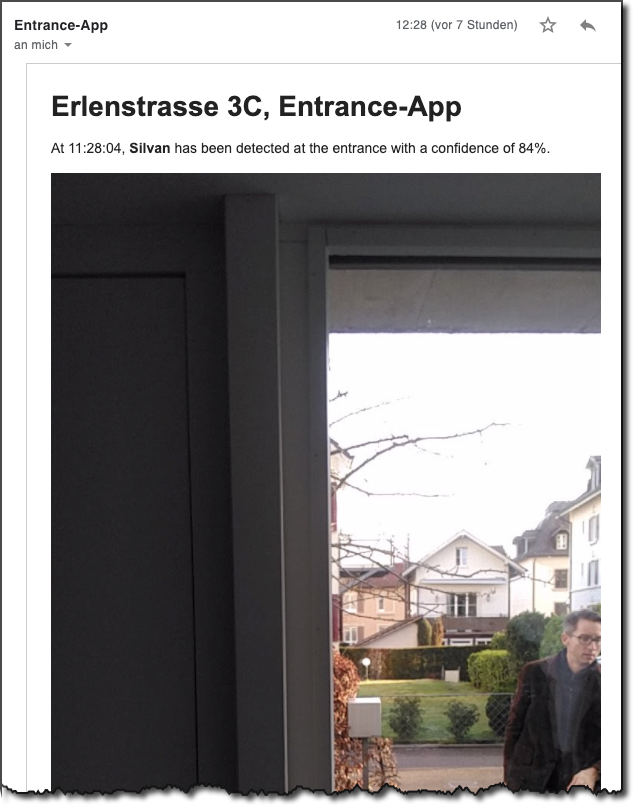 Entrance-App
12:28 (vor 7 Stunden)
an mich
Erlenstrasse 3C, Entrance-App
At 11:28:04, Silvan has been detected at the entrance with a confidence of 84%.